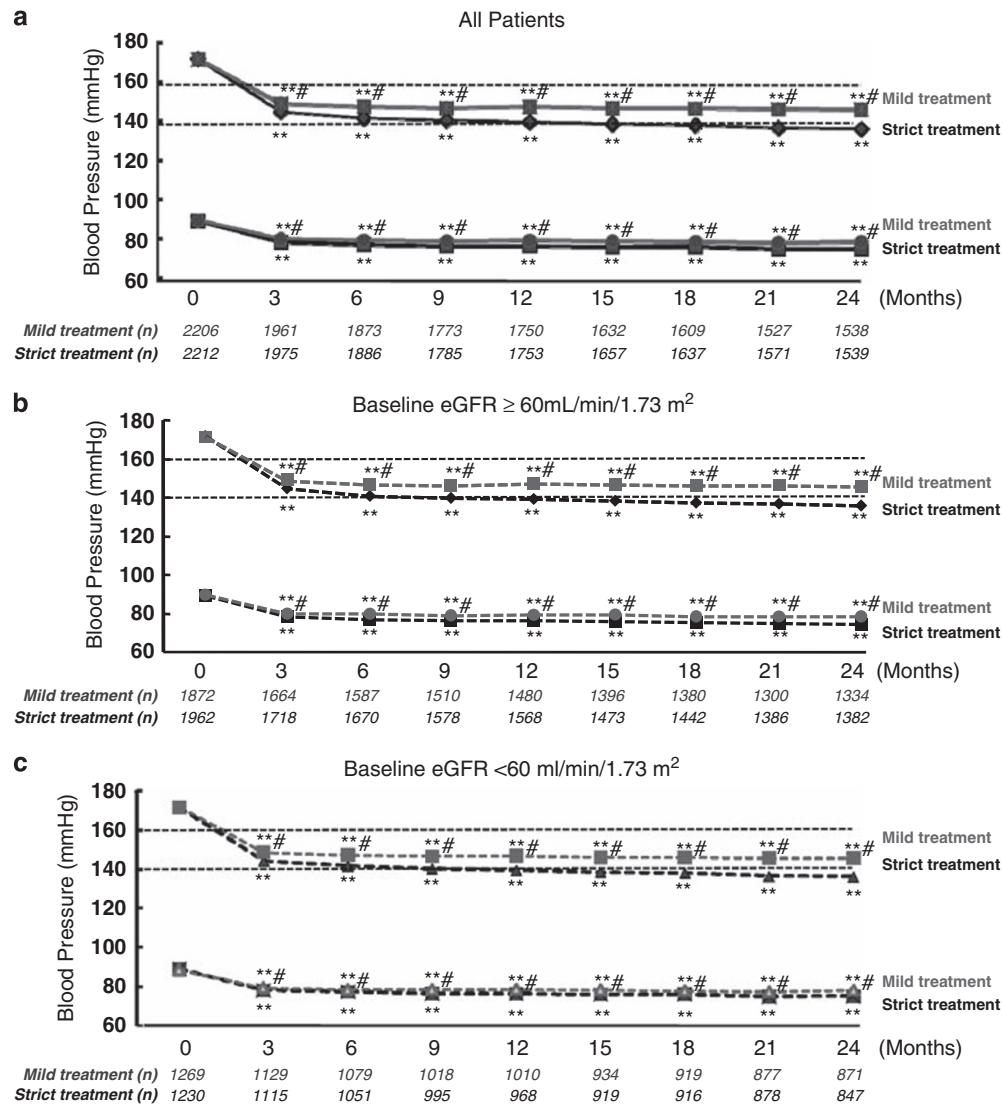 a
All Patients
Blood Pressure (mmHg)
180
160
140
120
100
80
60
**# **# **# **# **# **# **# **#
Mild treatment
Strict treatment
** ** ** ** ** ** ** **
**# **# **# **# **# **# **# **#
Mild treatment
Strict treatment
** ** ** ** ** ** ** **
0 3 6 9 12 15 18 21 24 (Months)
Mild treatment (n) 2206 1961 1873 1773 1750 1632 1609 1527 1538
Strict treatment (n) 2212 1975 1886 1785 1753 1657 1637 1571 1539
b
Baseline eGFR ≥ 60mL/min/1.73 m²
Blood Pressure (mmHg)
180
160
140
120
100
80
60
**# **# **# **# **# **# **# **#
Mild treatment
Strict treatment
** ** ** ** ** ** ** **
**# **# **# **# **# **# **# **#
Mild treatment
Strict treatment
** ** ** ** ** ** ** **
0 3 6 9 12 15 18 21 24 (Months)
Mild treatment (n) 1872 1664 1587 1510 1480 1396 1380 1300 1334
Strict treatment (n) 1962 1718 1670 1578 1568 1473 1442 1386 1382
c
Baseline eGFR <60 ml/min/1.73 m²
Blood Pressure (mmHg)
180
160
140
120
100
80
60
**# **# **# **# **# **# **# **#
Mild treatment
Strict treatment
** ** ** ** ** ** ** **
**# **# **# **# **# **# **# **#
Mild treatment
Strict treatment
** ** ** ** ** ** ** **
0 3 6 9 12 15 18 21 24 (Months)
Mild treatment (n) 1269 1129 1079 1018 1010 934 919 877 871
Strict treatment (n) 1230 1115 1051 995 968 919 916 878 847